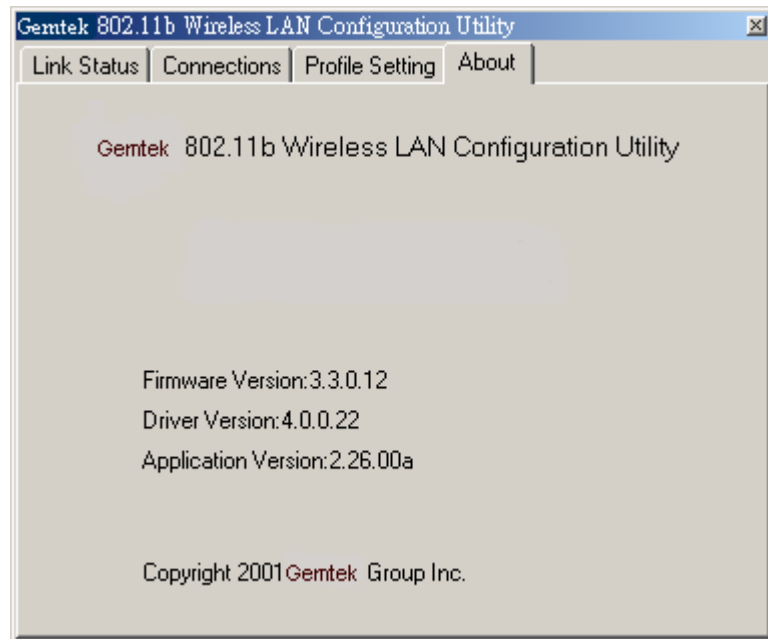 Gemtek 802.11b Wireless LAN Configuration Utility
Link Status Connections Profile Setting About
Gemtek 802.11b Wireless LAN Configuration Utility
Firmware Version:3.3.0.12
Driver Version:4.0.0.22
Application Version:2.26.00a
Copyright 2001 Gemtek Group Inc.